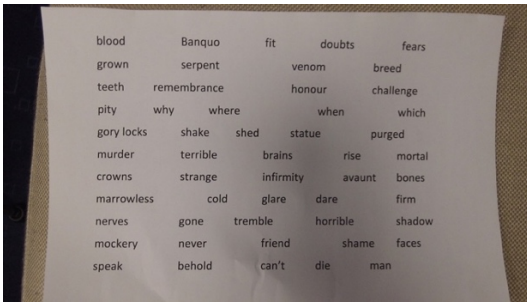 blood Banquo fit doubts fears
grown serpent venom breed
teeth remembrance honour challenge
pity why where when which
gory locks shake shed statue purged
murder terrible brains rise mortal
crowns strange infirmity avaunt bones
marrowless cold glare dare firm
nerves gone tremble horrible shadow
mockery never friend shame faces
speak behold can't die man